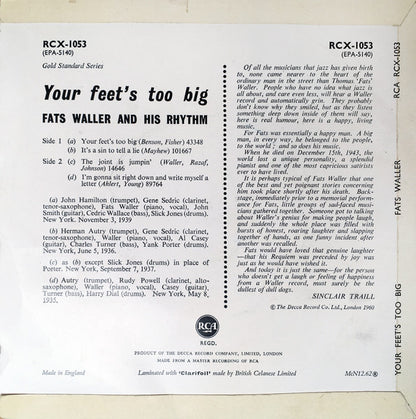 RCX-1053
(EPA-5140)
Gold Standard Series
Your feet's too big
FATS WALLER AND HIS RHYTHM
Side 1 (a) Your feet's too big (Benson, Fisher) 43348
(b) It's a sin to tell a lie (Mayhew) 101667
Side 2 (c) The joint is jumpin' (Waller, Razaf,
Johnson) 14646
(d) I'm gonna sit right down and write myself a
letter (Ahlert, Young) 89764
(a) John Hamilton (trumpet), Gene Sedric (clarinet,
tenor-saxophone), Fats Waller (piano, vocal), John
Smith (guitar), Cedric Wallace (bass), Slick Jones (drums).
New York, November 3, 1939
(b) Herman Autry (trumpet), Gene Sedric (clarinet,
tenor-saxophone), Waller (piano, vocal), Al Casey
(guitar), Charles Turner (bass), Yank Porter (drums).
New York, June 5, 1936.
(c) as (b) except Slick Jones (drums) in place of
Porter. New York, September 7, 1937.
(d) Autry (trumpet), Rudy Powell (clarinet, alto-
saxophone), Waller (piano, vocal), Casey (guitar)
Turner (bass), Harry Dial (drums). New York, May 8,
1935.
RCX-1053
(EPA-5140)
Of all the musicians that jazz has given birth
to, none came nearer to the heart of the
ordinary man in the street than Thomas 'Fats'
Waller. People who have no idea what jazz is
all about, and care even less, will hear a Waller
record and automatically grin. They probably
don't know why they smiled, but as they listen
something deep down inside of them will say,
here is real humour, here is a happy, living
music.
For Fats was essentially a happy man. A big
man, in every way, he belonged to the people,
to the world; and so does his music.
When he died on December 15th, 1943, the
world lost a unique personality, a splendid
pianist and one of the most capricious satirists
ever to have lived.
It is perhaps typical of Fats Waller that one
of the best and yet poignant stories concerning
him took place shortly after his death. Back-
stage, immediately prior to a memorial perform-
ance for Fats, little groups of sad-faced musi-
cians gathered together. Someone got to talking
about Waller's genius for making people laugh,
and suddenly the whole place was filled with
bursts of humour, roaring laughter and slapping
together of hands, as one funny incident after
another was recalled.
Fats would have loved that genuine laughter
—that his Requiem was preceded by joy was
just as he would have wished it.
And today it is just the same—for the person
who doesn't get a laugh or feeling of happiness
from a Waller record, must surely be the
dullest of dull dogs.
SINCLAIR TRAILL
© The Decca Record Co. Ltd., London 1960
RCA
REGD.
PRODUCT OF THE DECCA RECORD COMPANY, LIMITED, LONDON
MADE FROM A MASTER RECORDING OF RCA
Made in England
Laminated with 'Clarifoil' made by British Celanese Limited
McN12.62
YOUR FEET'S TOO BIG FATS WALLER RCA RCX-1053